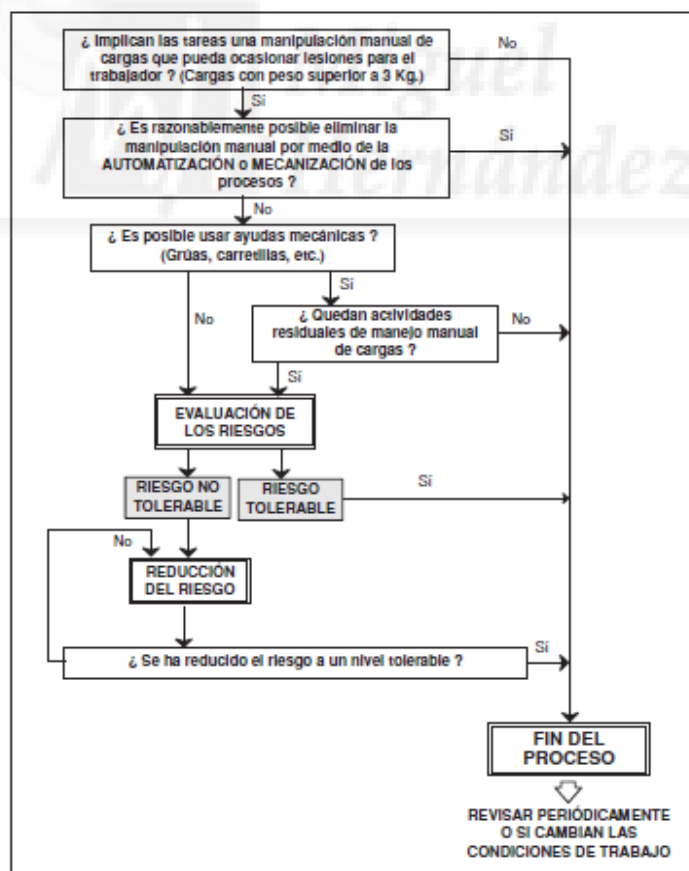 ¿ Implican las tareas una manipulación manual de
cargas que pueda ocasionar lesiones para el
trabajador ? (Cargas con peso superior a 3 Kg.)
No
Sí
¿ Es razonablemente posible eliminar la
manipulación manual por medio de la
AUTOMATIZACIÓN o MECANIZACIÓN de los
procesos ?
Sí
No
¿ Es posible usar ayudas mecánicas ?
(Grúas, carretillas, etc.)
Sí
No
¿ Quedan actividades
residuales de manejo manual
de cargas ?
No
Sí
EVALUACIÓN DE
LOS RIESGOS
RIESGO NO
TOLERABLE
RIESGO
TOLERABLE
Sí
No
REDUCCIÓN
DEL RIESGO
¿ Se ha reducido el riesgo a un nivel tolerable ?
Sí
FIN DEL
PROCESO
REVISAR PERIÓDICAMENTE
O SI CAMBIAN LAS
CONDICIONES DE TRABAJO
Miguel
Hernández